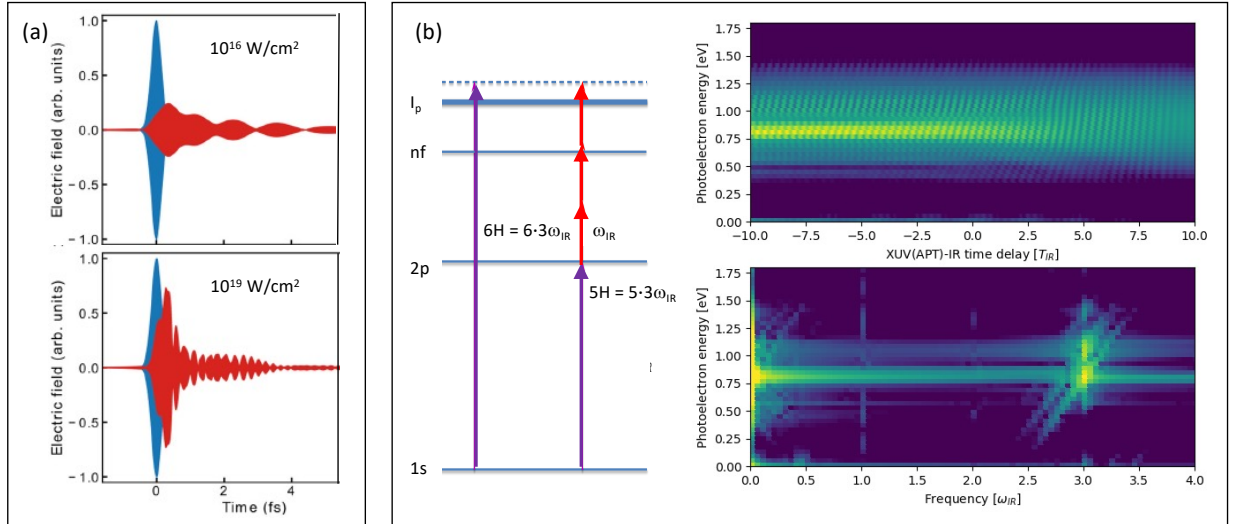 (a)
10¹⁶ W/cm²
Electric field (arb. units)
1.0
0.5
0.0
− 0.5
− 1.0
10¹⁹ W/cm²
Electric field (arb. units)
1.0
0.5
0.0
− 0.5
− 1.0
0 2 4
Time (fs)
(b)
Iₚ
nf
6H = 6·3ω_IR
ω_IR
2p
5H = 5·3ω_IR
1s
Photoelectron energy [eV]
1.75
1.50
1.25
1.00
0.75
0.50
0.25
0.00
−10.0 −7.5 −5.0 −2.5 0.0 2.5 5.0 7.5 10.0
XUV(APT)-IR time delay [T_IR]
Photoelectron energy [eV]
1.75
1.50
1.25
1.00
0.75
0.50
0.25
0.00
0.0 0.5 1.0 1.5 2.0 2.5 3.0 3.5 4.0
Frequency [ω_IR]